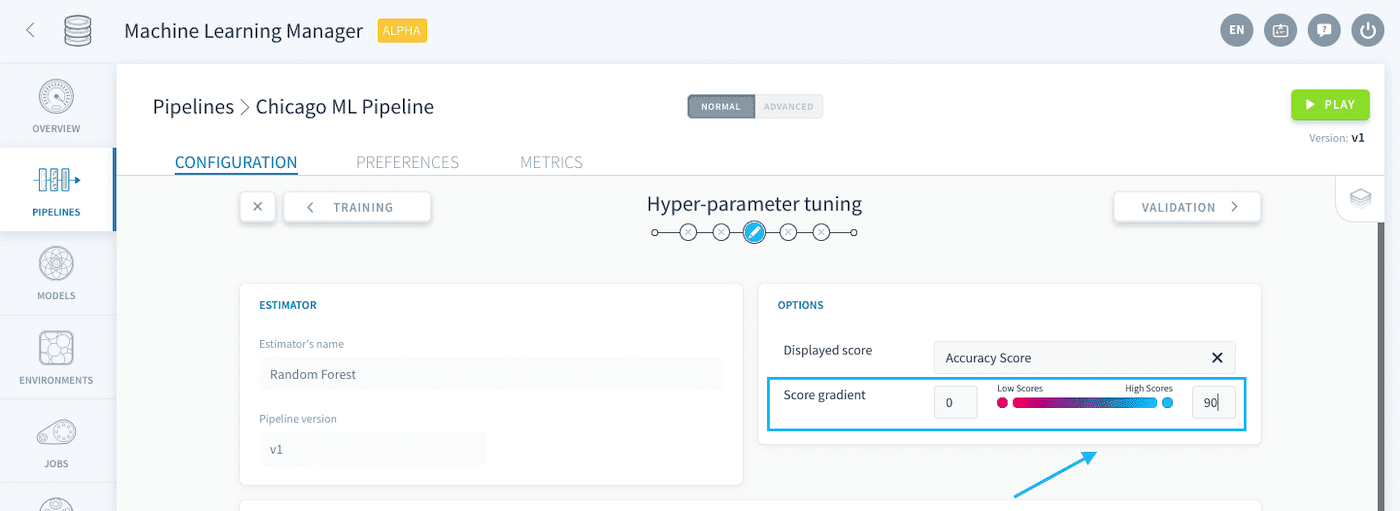 Machine Learning Manager ALPHA
EN
OVERVIEW
PIPELINES
MODELS
ENVIRONMENTS
JOBS
Pipelines > Chicago ML Pipeline
NORMAL ADVANCED
PLAY
Version: v1
CONFIGURATION PREFERENCES METRICS
TRAINING
Hyper-parameter tuning
VALIDATION
ESTIMATOR
Estimator's name
Random Forest
Pipeline version
v1
OPTIONS
Displayed score
Accuracy Score
Score gradient
0
Low Scores High Scores
90